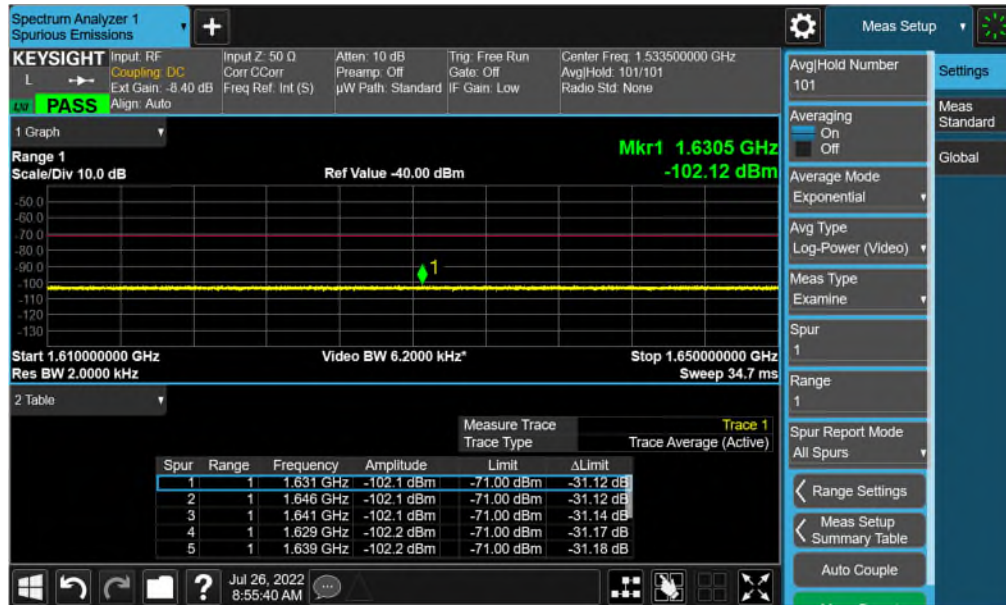 Spectrum Analyzer 1
Spurious Emissions
Meas Setup
KEYSIGHT
L
PASS
Input: RF
Coupling: DC
Ext Gain: -8.40 dB
Align: Auto
Input Z: 50 Ω
Corr CCorr
Freq Ref: Int (S)
Atten: 10 dB
Preamp: Off
µW Path: Standard
Trig: Free Run
Gate: Off
IF Gain: Low
Center Freq: 1.533500000 GHz
Avg|Hold: 101/101
Radio Std: None
1 Graph
Range 1
Scale/Div 10.0 dB
Ref Value -40.00 dBm
Mkr1 1.6305 GHz
-102.12 dBm
-50.0
-60.0
-70.0
-80.0
-90.0
-100
-110
-120
-130
1
Start 1.610000000 GHz
Video BW 6.2000 kHz*
Stop 1.650000000 GHz
Res BW 2.0000 kHz
Sweep 34.7 ms
2 Table
Measure Trace Trace 1
Trace Type Trace Average (Active)
Spur Range Frequency Amplitude Limit ΔLimit
1 1 1.631 GHz -102.1 dBm -71.00 dBm -31.12 dB
2 1 1.646 GHz -102.1 dBm -71.00 dBm -31.12 dB
3 1 1.641 GHz -102.1 dBm -71.00 dBm -31.14 dB
4 1 1.629 GHz -102.2 dBm -71.00 dBm -31.17 dB
5 1 1.639 GHz -102.2 dBm -71.00 dBm -31.18 dB
Jul 26, 2022
8:55:40 AM
Avg|Hold Number
101
Averaging
On
Off
Average Mode
Exponential
Avg Type
Log-Power (Video)
Meas Type
Examine
Spur
1
Range
1
Spur Report Mode
All Spurs
Range Settings
Meas Setup
Summary Table
Auto Couple
Settings
Meas
Standard
Global